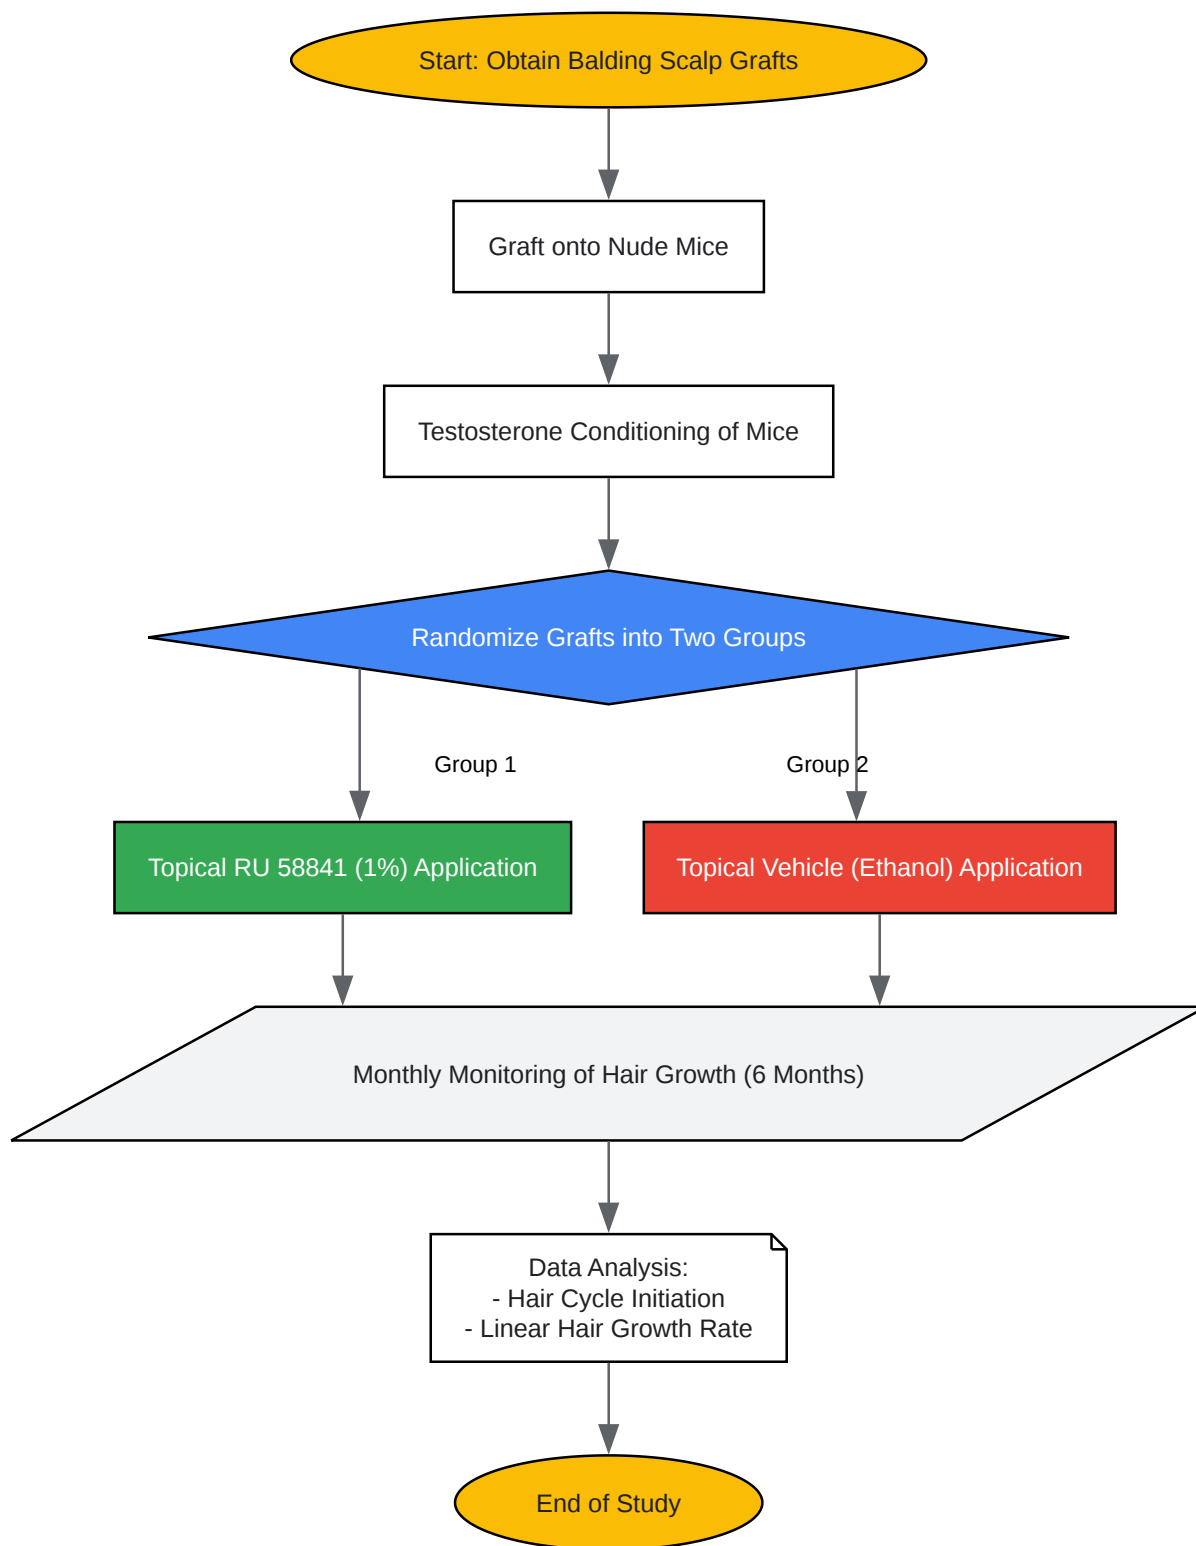 Start: Obtain Balding Scalp Grafts
Graft onto Nude Mice
Testosterone Conditioning of Mice
Randomize Grafts into Two Groups
Group 1
Group 2
Topical RU 58841 (1%) Application
Topical Vehicle (Ethanol) Application
Monthly Monitoring of Hair Growth (6 Months)
Data Analysis:
- Hair Cycle Initiation
- Linear Hair Growth Rate
End of Study